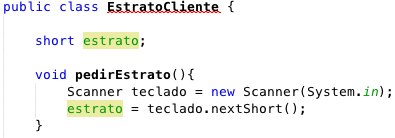 public class EstratoCliente {
short estrato;
void pedirEstrato(){
Scanner teclado = new Scanner(System.in);
estrato = teclado.nextShort();
}